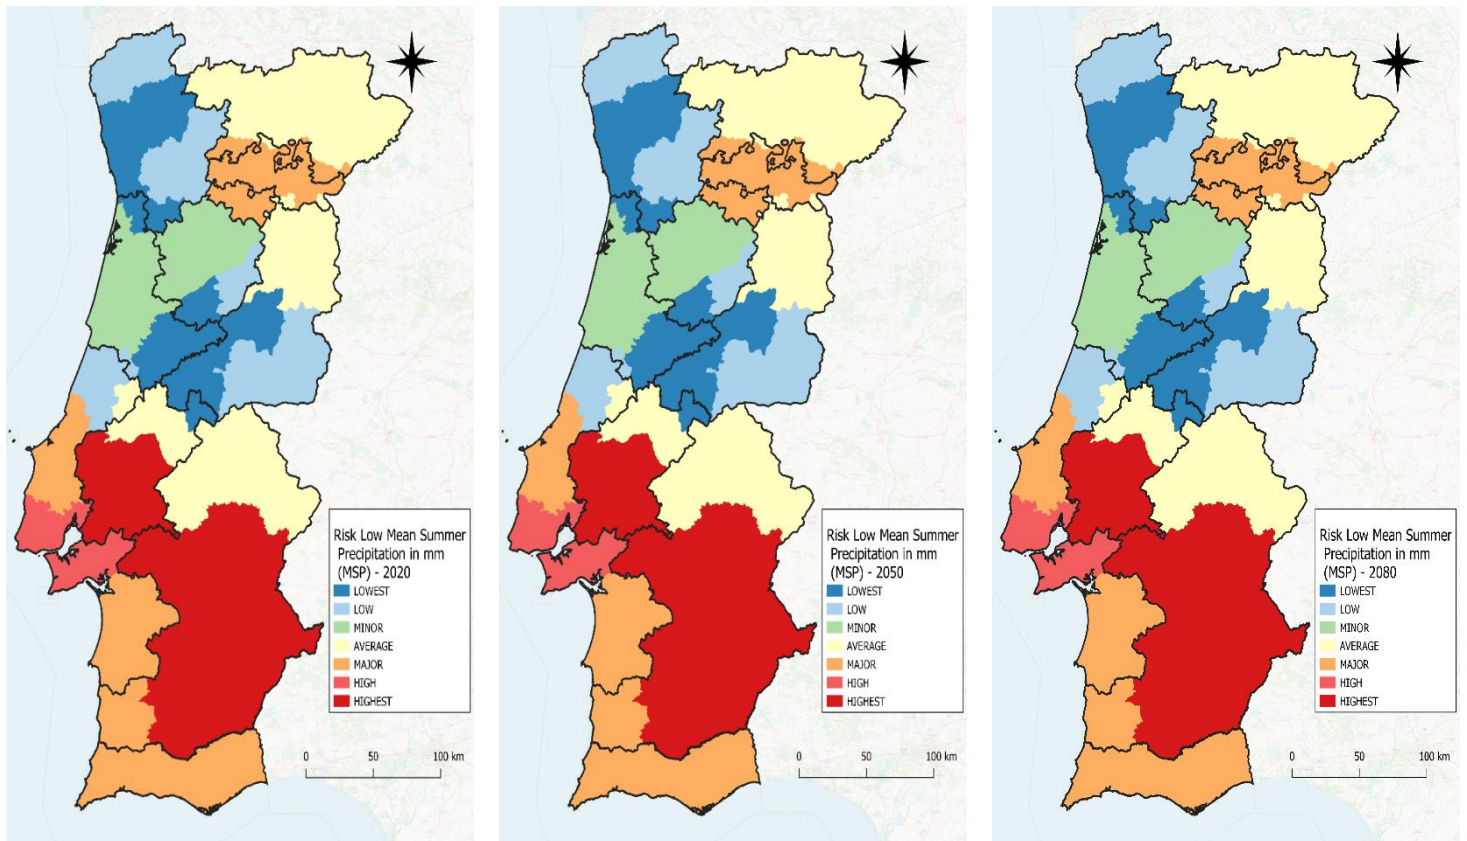 Risk Low Mean Summer
Precipitation in mm
(MSP) - 2020
LOWEST
LOW
MINOR
AVERAGE
MAJOR
HIGH
HIGHEST
0 50 100 km
Risk Low Mean Summer
Precipitation in mm
(MSP) - 2050
LOWEST
LOW
MINOR
AVERAGE
MAJOR
HIGH
HIGHEST
0 50 100 km
Risk Low Mean Summer
Precipitation in mm
(MSP) - 2080
LOWEST
LOW
MINOR
AVERAGE
MAJOR
HIGH
HIGHEST
0 50 100 km